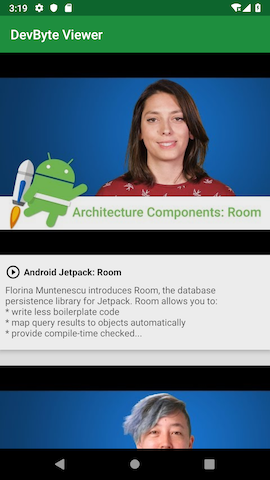 3:19
DevByte Viewer
Architecture Components: Room
Android Jetpack: Room
Florina Muntenescu introduces Room, the database
persistence library for Jetpack. Room allows you to:
* write less boilerplate code
* map query results to objects automatically
* provide compile-time checked...